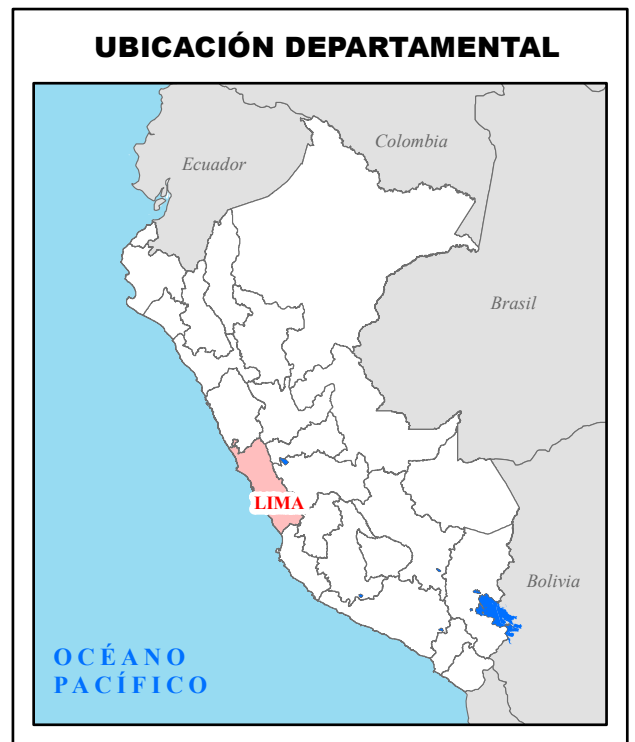 UBICACIÓN DEPARTAMENTAL
Colombia
Ecuador
Brasil
LIMA
Bolivia
OCÉANO
PACÍFICO